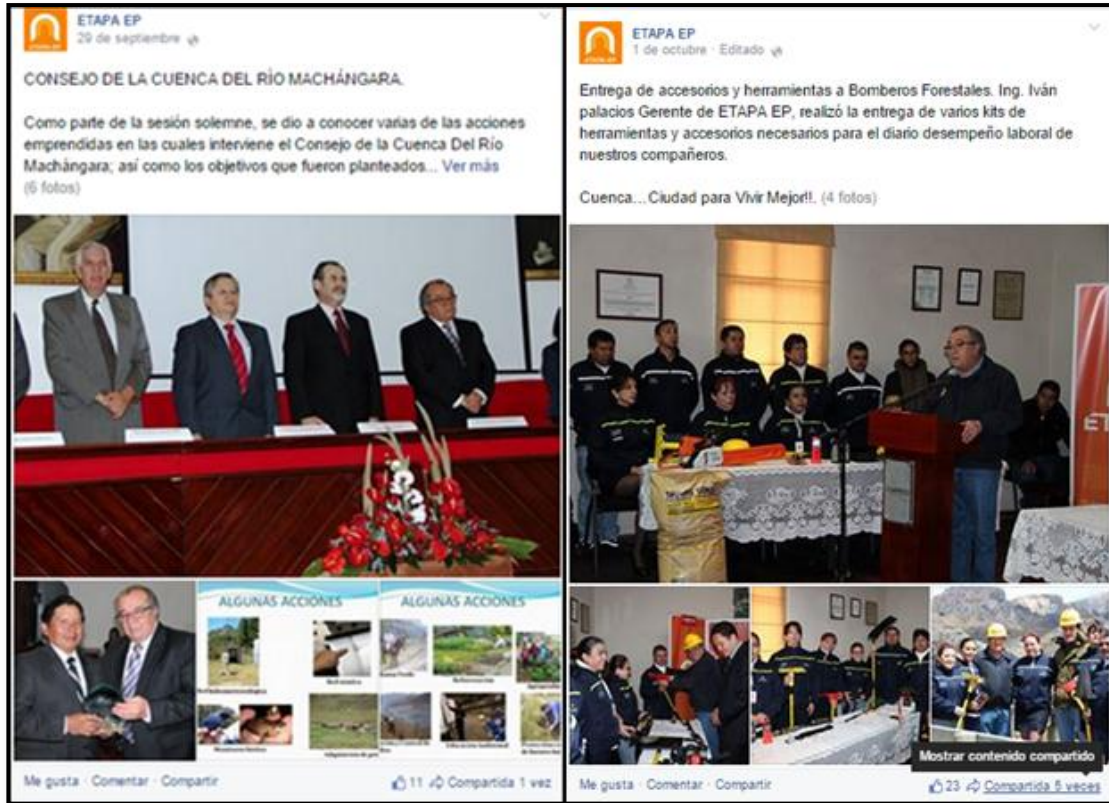 ETAPA EP
29 de septiembre
CONSEJO DE LA CUENCA DEL RÍO MACHÁNGARA.
Como parte de la sesión solemne, se dio a conocer varias de las acciones
emprendidas en las cuales interviene el Consejo de la Cuenca Del Río
Machángara; así como los objetivos que fueron planteados... Ver más
(6 fotos)
ALGUNAS ACCIONES
ALGUNAS ACCIONES
Me gusta · Comentar · Compartir
11 Compartida 1 vez
ETAPA EP
1 de octubre · Editado
Entrega de accesorios y herramientas a Bomberos Forestales. Ing. Iván
palacios Gerente de ETAPA EP, realizó la entrega de varios kits de
herramientas y accesorios necesarios para el diario desempeño laboral de
nuestros compañeros.
Cuenca... Ciudad para Vivir Mejor!!. (4 fotos)
ET
Mostrar contenido compartido
Me gusta · Comentar · Compartir
23 Compartida 5 veces